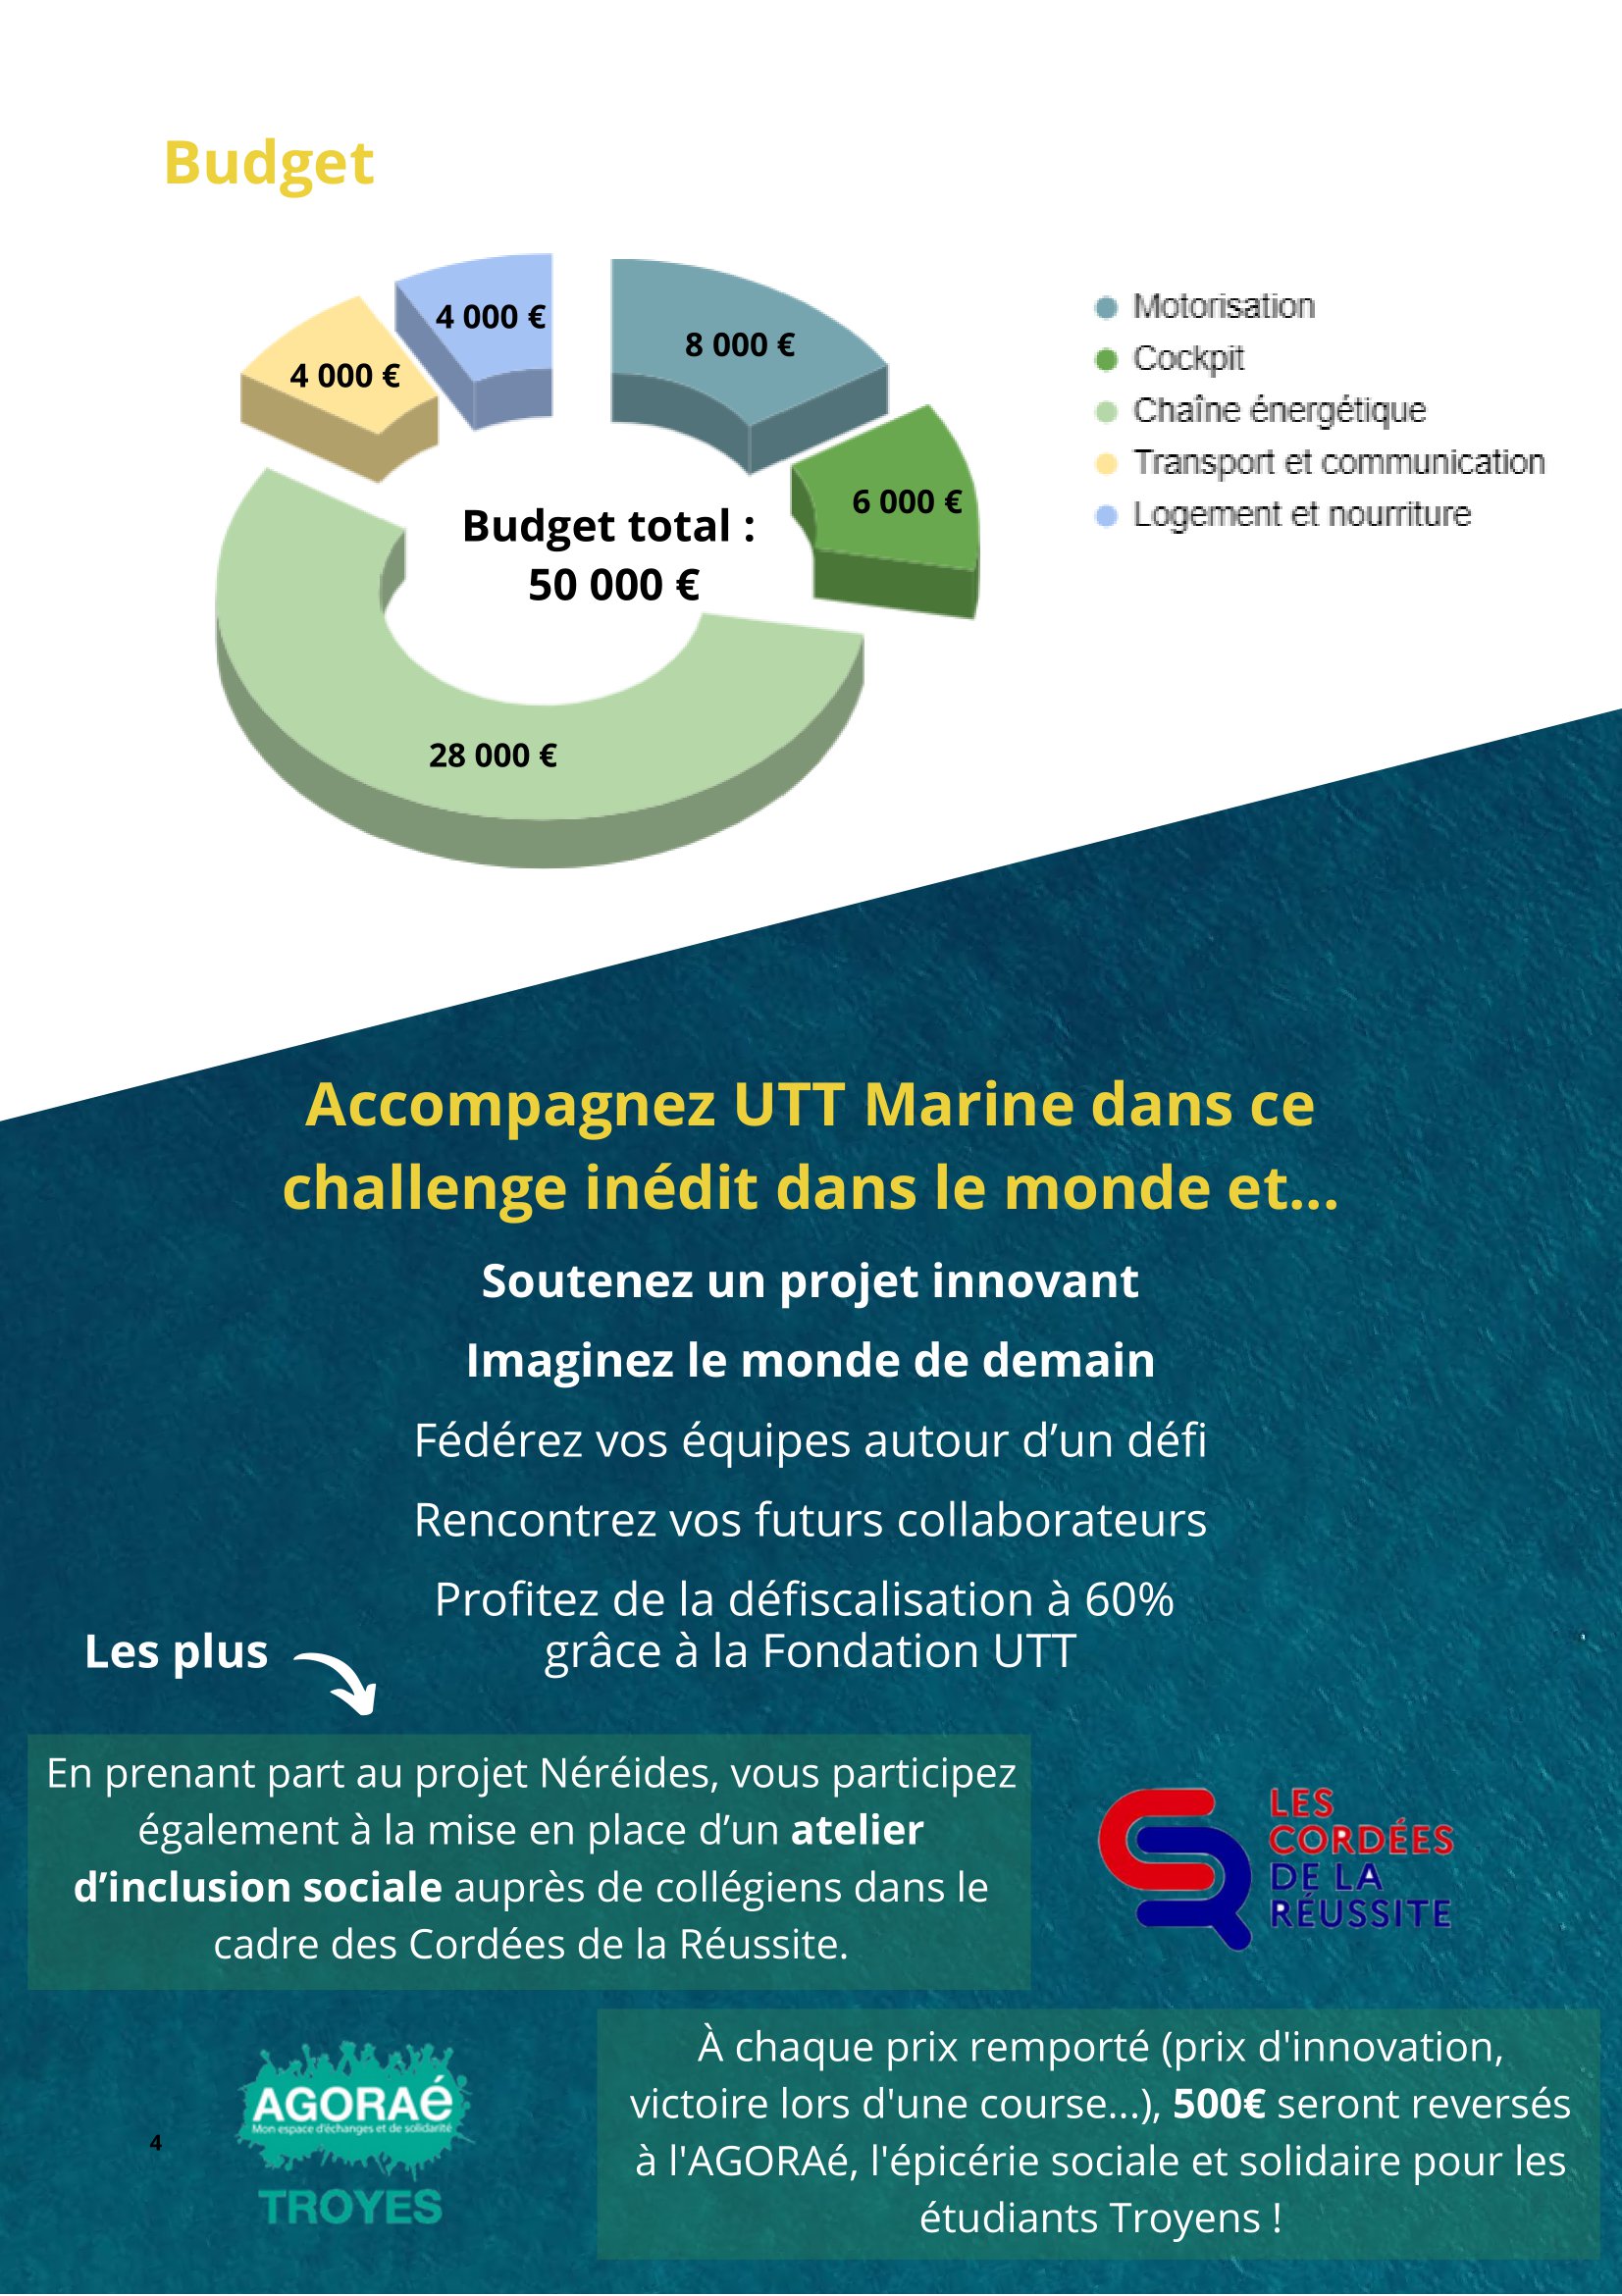 Budget
4 000 €
8 000 €
4 000 €
6 000 €
Budget total :
50 000 €
28 000 €
Motorisation
Cockpit
Chaîne énergétique
Transport et communication
Logement et nourriture
Accompagnez UTT Marine dans ce
challenge inédit dans le monde et...
Soutenez un projet innovant
Imaginez le monde de demain
Fédérez vos équipes autour d’un défi
Rencontrez vos futurs collaborateurs
Profitez de la défiscalisation à 60%
grâce à la Fondation UTT
Les plus
En prenant part au projet Néréides, vous participez
également à la mise en place d’un atelier
d’inclusion sociale auprès de collégiens dans le
cadre des Cordées de la Réussite.
LES
CORDÉES
DE LA
RÉUSSITE
AGORAé
Mon espace d'échanges et de solidarité
TROYES
À chaque prix remporté (prix d'innovation,
victoire lors d'une course...), 500€ seront reversés
à l'AGORAé, l'épicérie sociale et solidaire pour les
étudiants Troyens !
4